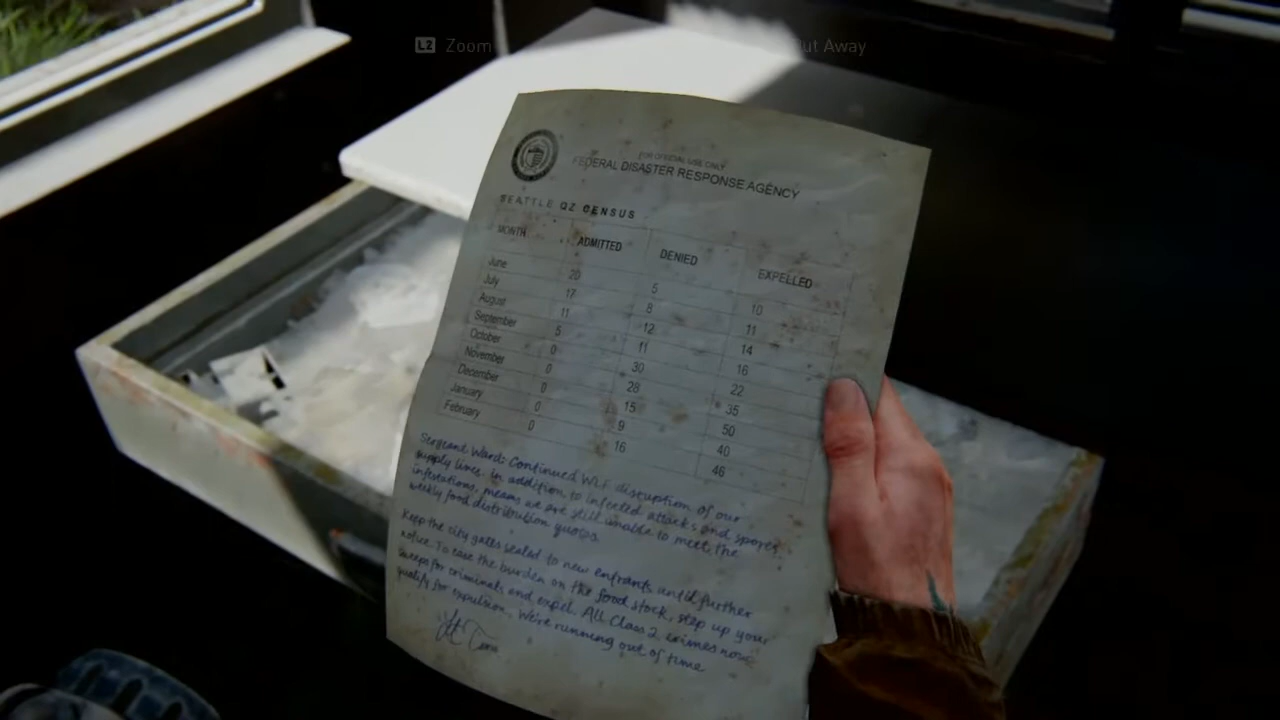 L2 Zoom Put Away
FOR OFFICIAL USE ONLY
FEDERAL DISASTER RESPONSE AGENCY
SEATTLE QZ CENSUS
MONTH ADMITTED DENIED EXPELLED
June 20 5 10
July 17 8 11
August 11 12 14
September 5 11 16
October 0 30 22
November 0 28 35
December 0 15 50
January 0 9 40
February 0 16 46
Sergeant Ward: Continued WLF disruption of our
supply lines, in addition to infected attacks and spores
infestations, means we are still unable to meet the
weekly food distribution quotas.
Keep the city gates sealed to new entrants until further
notice. To ease the burden on the food stock, step up your
sweeps for criminals and expel. All Class 2 crimes now
qualify for expulsion. We're running out of time